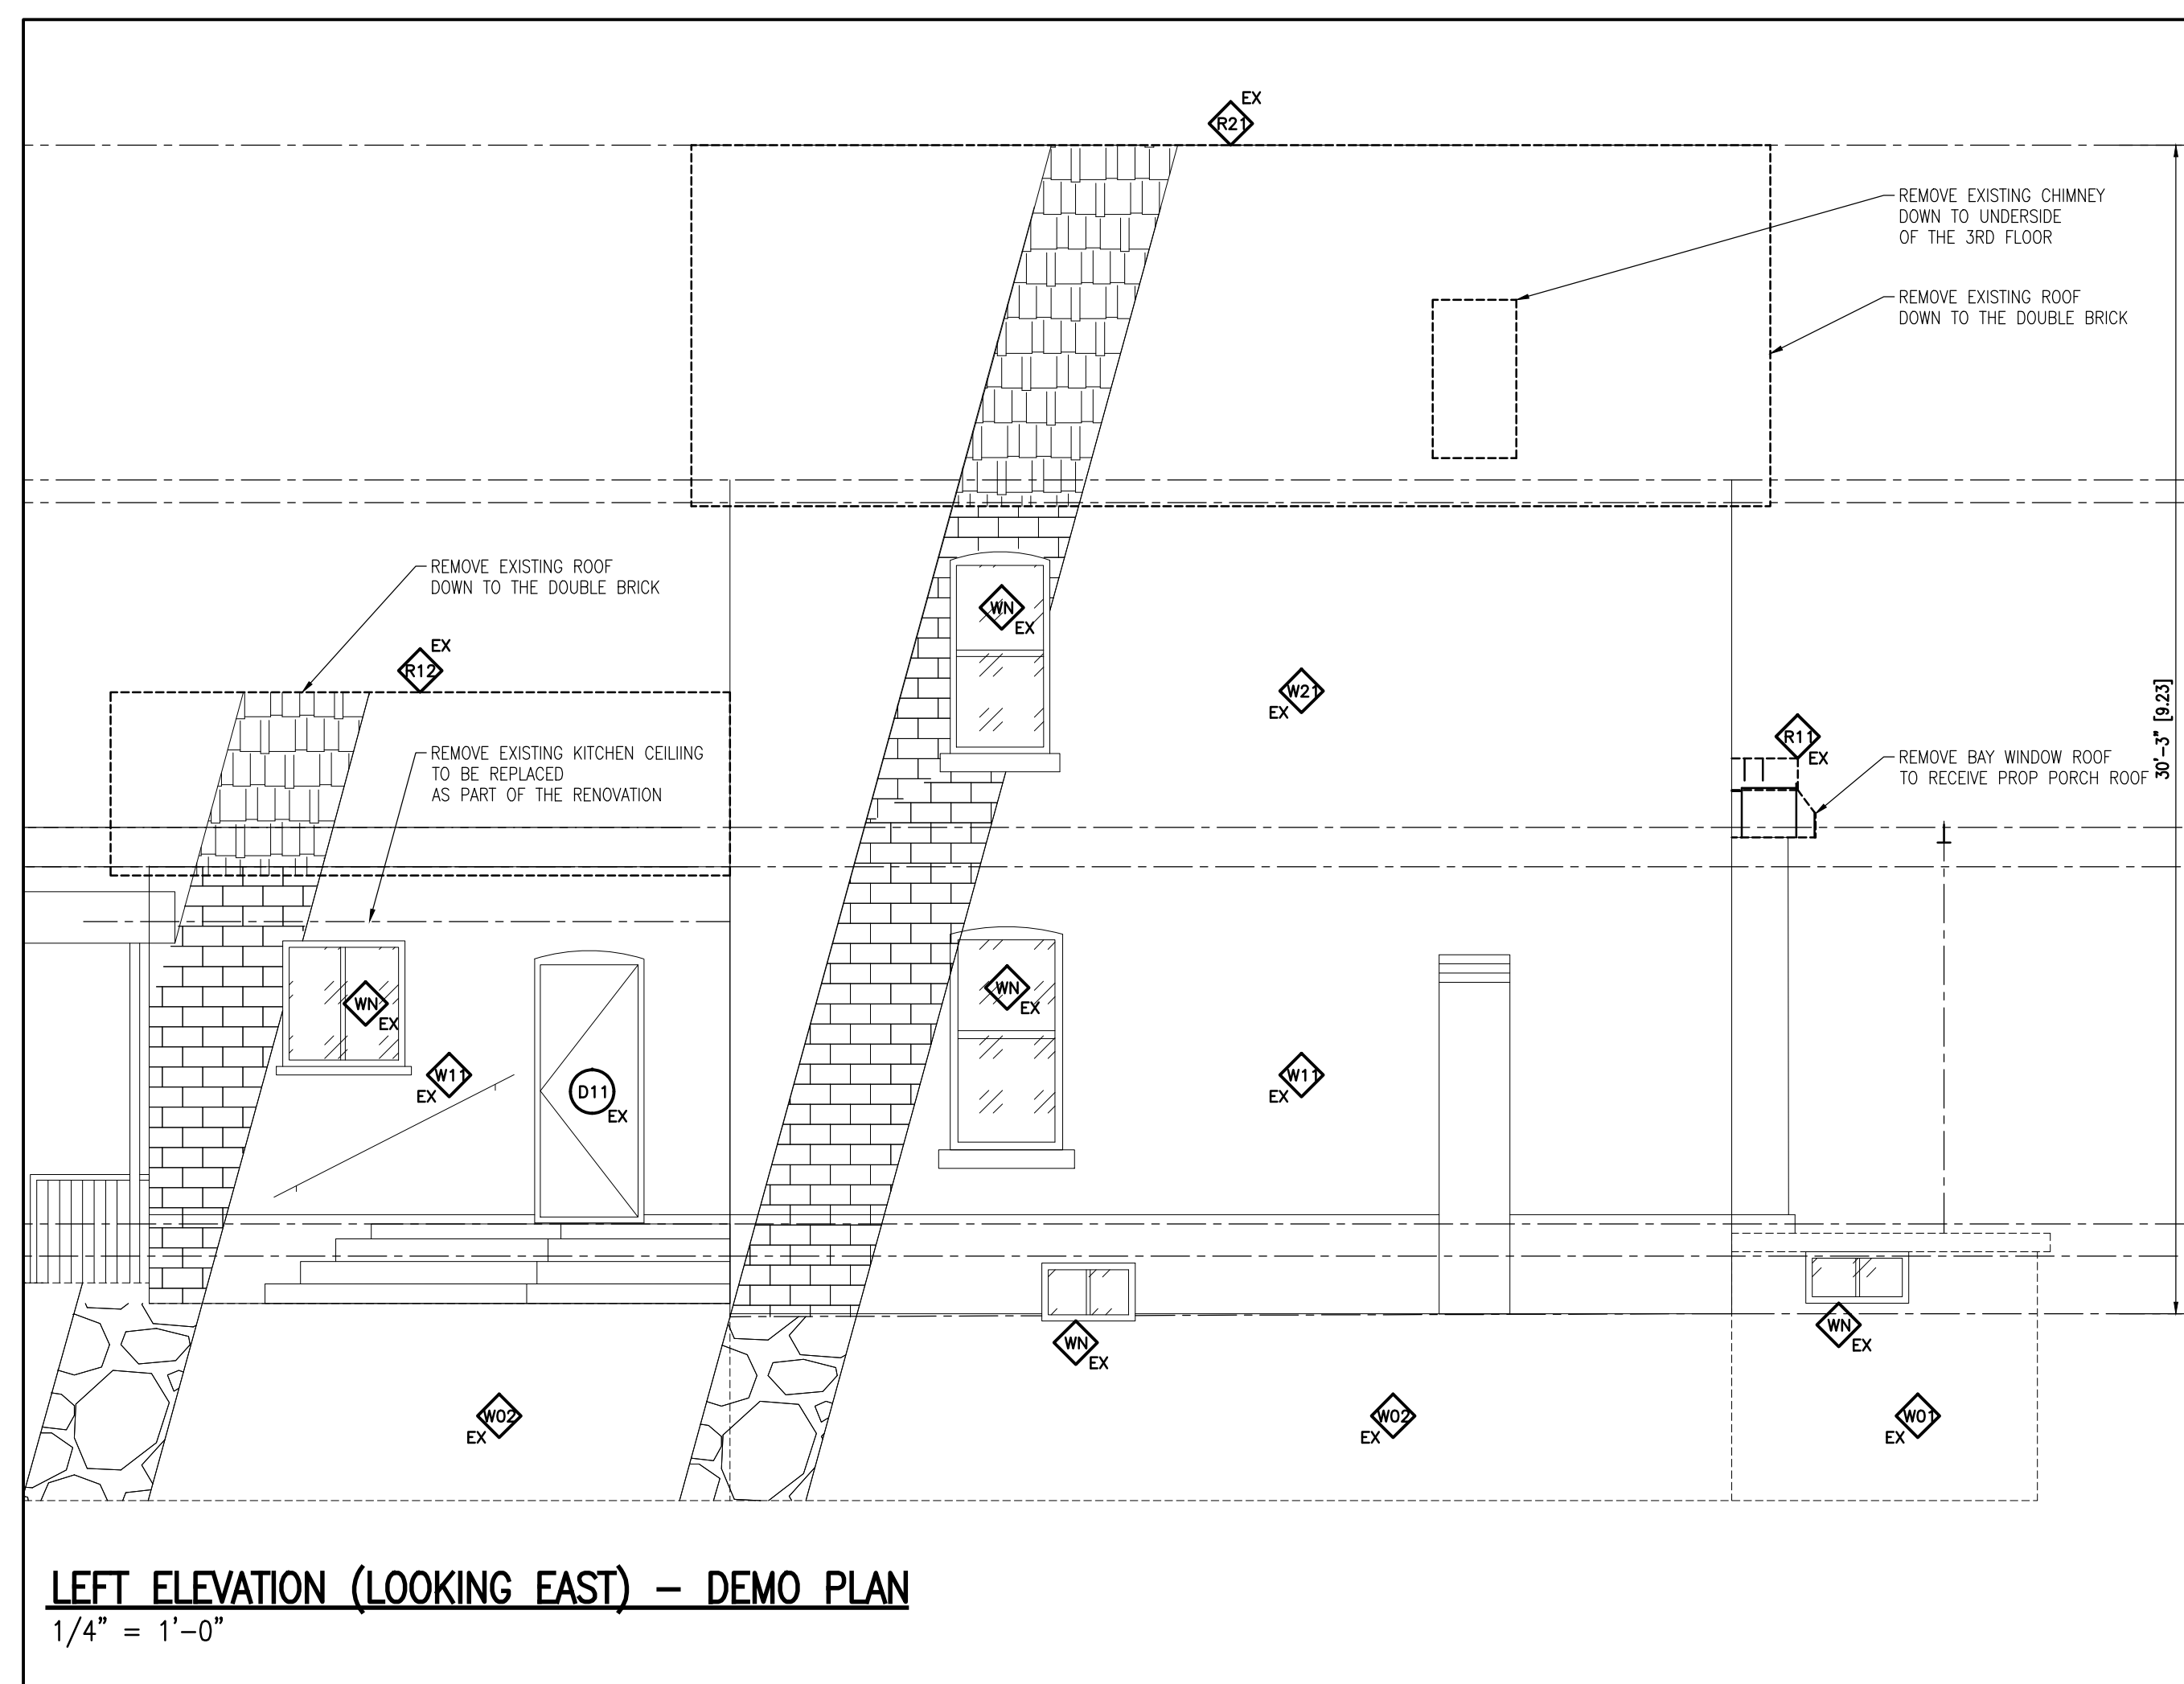 EX
R21
REMOVE EXISTING CHIMNEY
DOWN TO UNDERSIDE
OF THE 3RD FLOOR
REMOVE EXISTING ROOF
DOWN TO THE DOUBLE BRICK
REMOVE EXISTING ROOF
DOWN TO THE DOUBLE BRICK
EX
R12
WN
EX
W21
EX
30'-3" [9.23]
R11
EX
REMOVE BAY WINDOW ROOF
TO RECEIVE PROP PORCH ROOF
REMOVE EXISTING KITCHEN CEILIING
TO BE REPLACED
AS PART OF THE RENOVATION
WN
EX
WN
EX
W11
EX
D11
EX
W11
EX
WN
EX
WN
EX
W02
EX
W02
EX
W01
EX
LEFT ELEVATION (LOOKING EAST) - DEMO PLAN
1/4" = 1'-0"